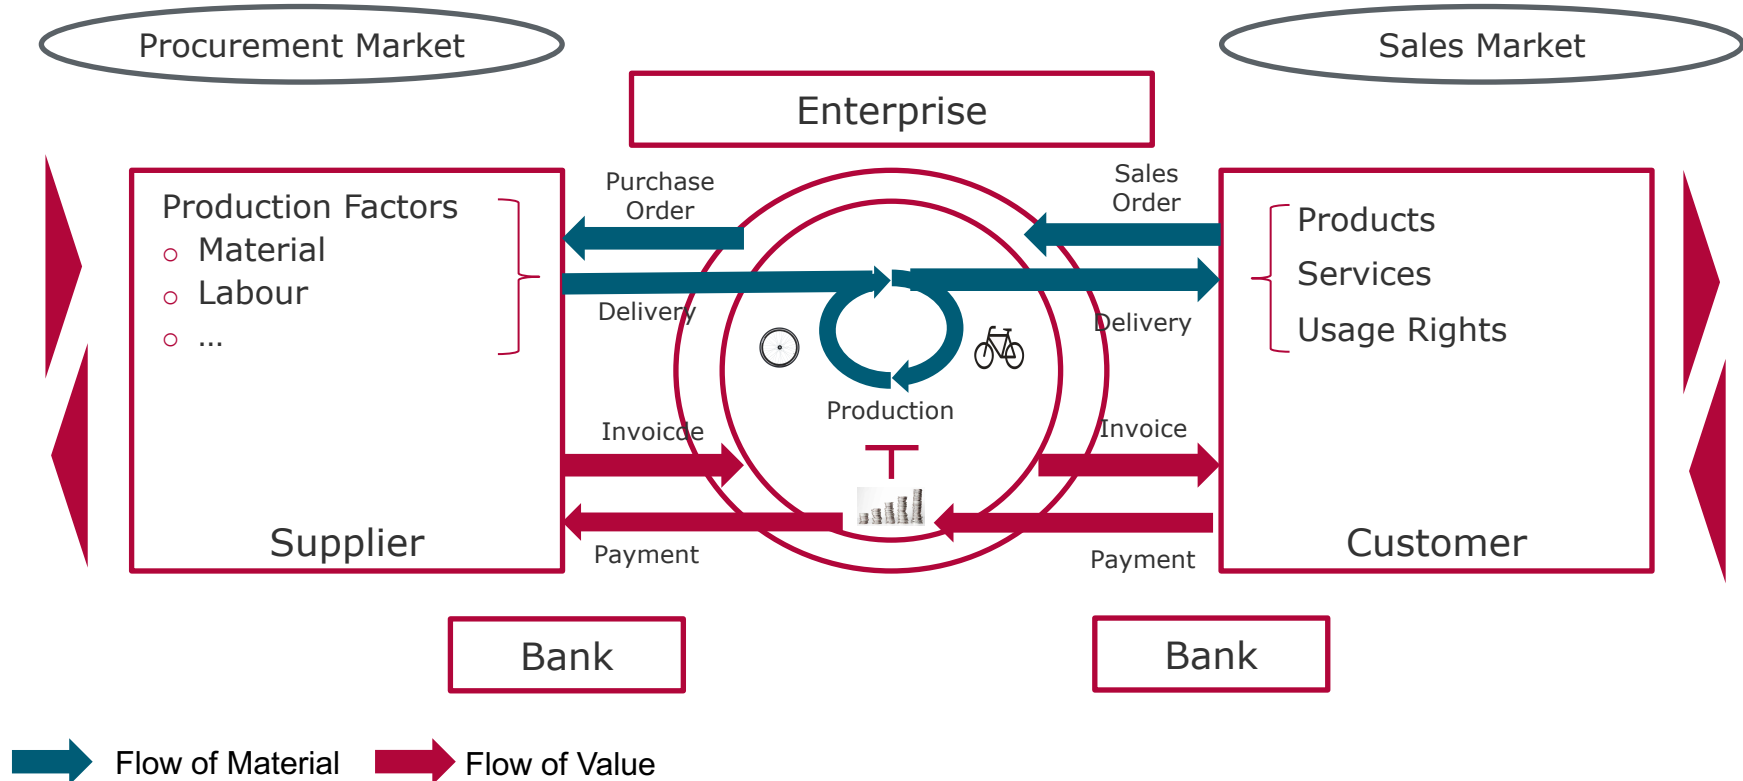 Procurement Market
Sales Market
Enterprise
Production Factors
o Material
o Labour
o ...
Supplier
Purchase
Order
Delivery
Invoicde
Payment
Production
Sales
Order
Delivery
Invoice
Payment
Products
Services
Usage Rights
Customer
Bank
Bank
Flow of Material
Flow of Value